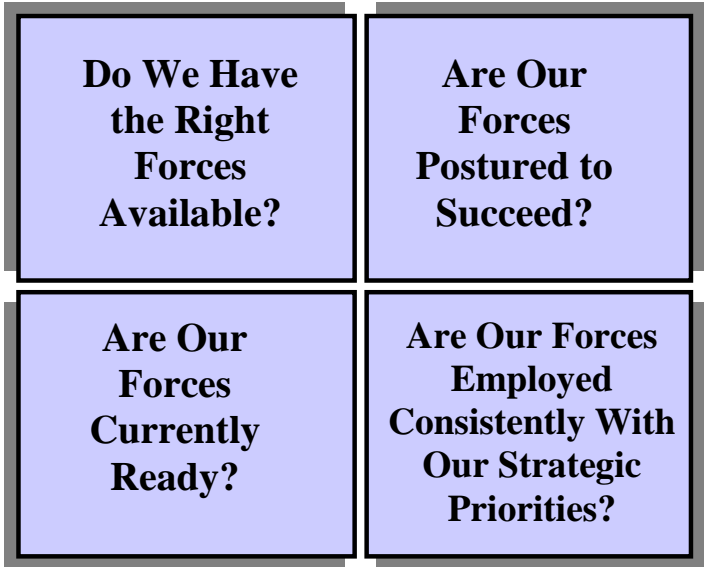 Do We Have
the Right
Forces
Available?
Are Our
Forces
Postured to
Succeed?
Are Our
Forces
Currently
Ready?
Are Our Forces
Employed
Consistently With
Our Strategic
Priorities?